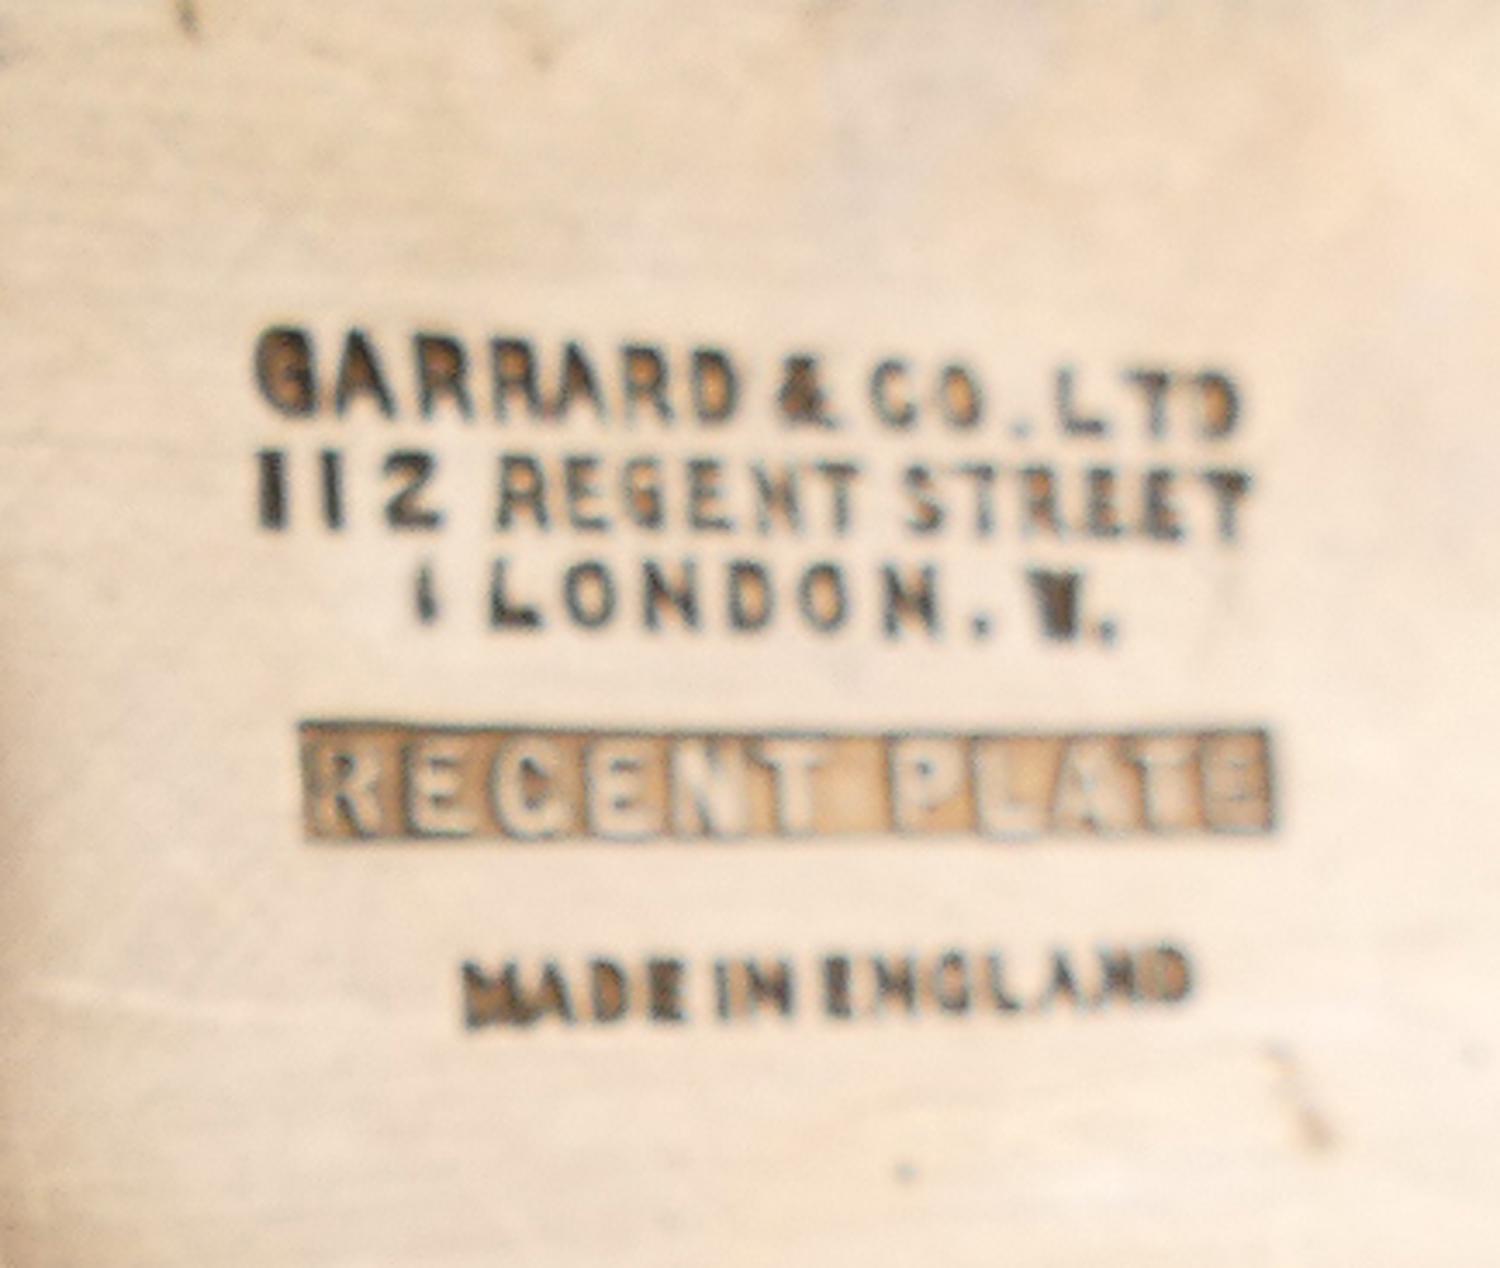 GARRARD & CO. LTD
112 REGENT STREET
LONDON. W.
REGENT PLATE
MADE IN ENGLAND